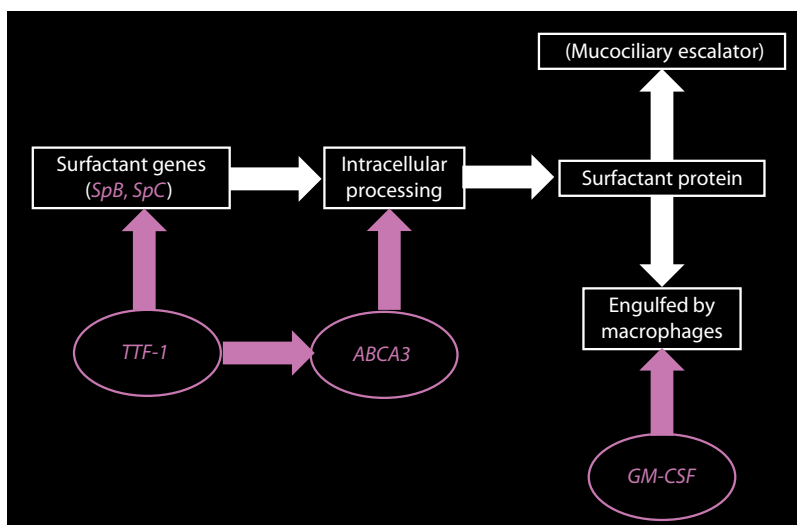 (Mucociliary escalator)
Surfactant genes
(SpB, SpC)
Intracellular
processing
Surfactant protein
Engulfed by
macrophages
TTF-1
ABCA3
GM-CSF